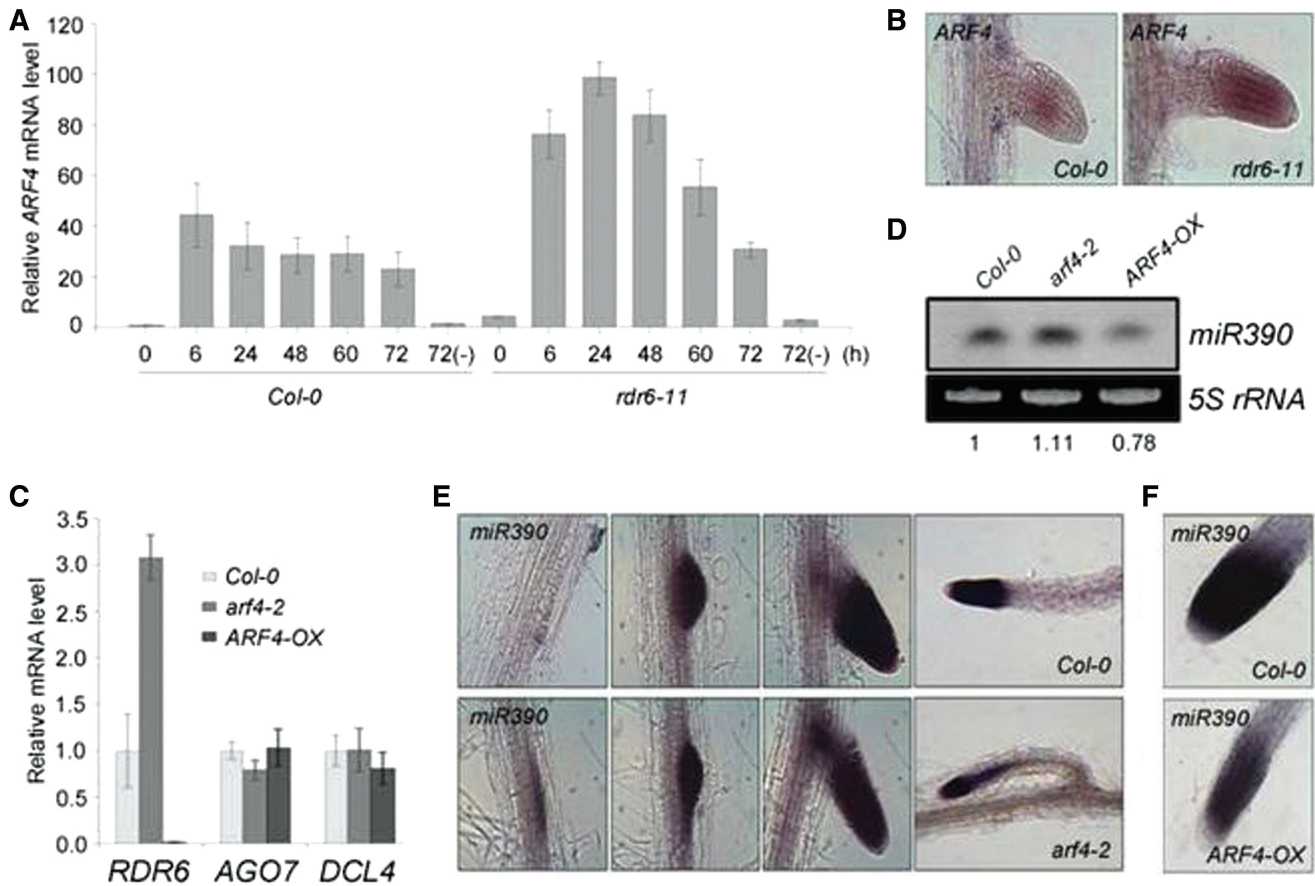 A
Relative ARF4 mRNA level
120
100
80
60
40
20
0
0 6 24 48 60 72 72(-) 0 6 24 48 60 72 72(-) (h)
Col-0 rdr6-11
B
ARF4 ARF4
Col-0 rdr6-11
D
Col-0 arf4-2 ARF4-OX
miR390
5S rRNA
1 1.11 0.78
C
Relative mRNA level
3.5
3.0
2.5
2.0
1.5
1.0
0.5
0.0
Col-0
arf4-2
ARF4-OX
RDR6 AGO7 DCL4
E
miR390
Col-0
miR390
arf4-2
F
miR390
Col-0
miR390
ARF4-OX